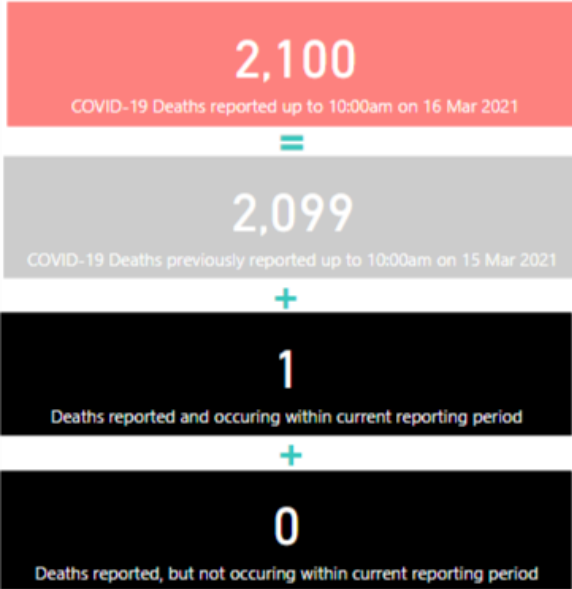 2,100
COVID-19 Deaths reported up to 10:00am on 16 Mar 2021
=
2,099
COVID-19 Deaths previously reported up to 10:00am on 15 Mar 2021
+
1
Deaths reported and occuring within current reporting period
+
0
Deaths reported, but not occuring within current reporting period